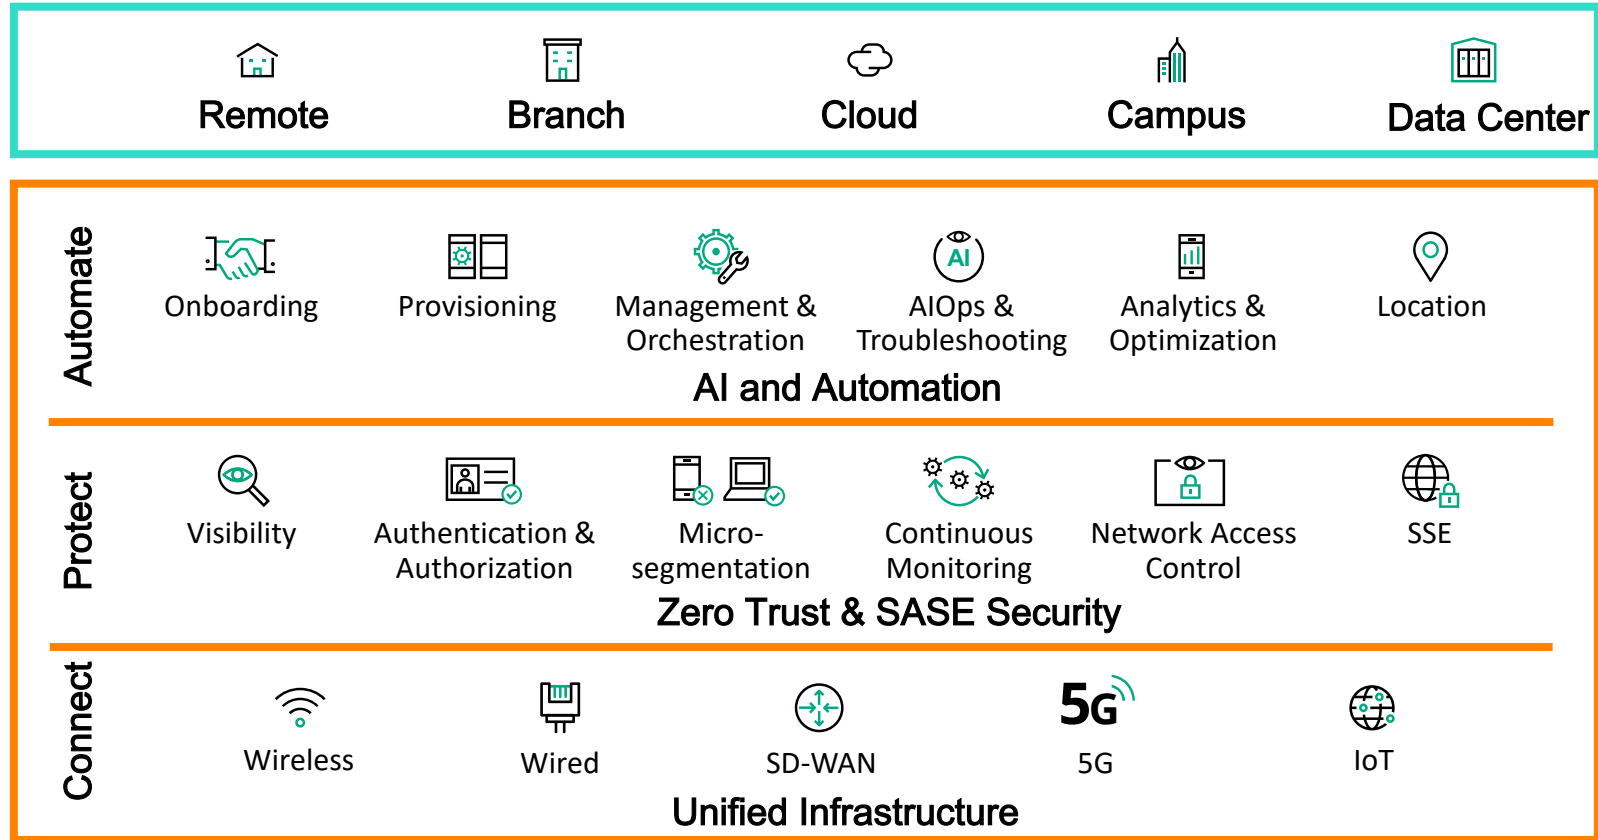 Remote
Branch
Cloud
Campus
Data Center
Automate
Onboarding
Provisioning
Management &
Orchestration
AI
AIOps &
Troubleshooting
Analytics &
Optimization
Location
AI and Automation
Protect
Visibility
Authentication &
Authorization
Micro-
segmentation
Continuous
Monitoring
Network Access
Control
SSE
Zero Trust & SASE Security
Connect
Wireless
Wired
SD-WAN
5G
5G
IoT
Unified Infrastructure